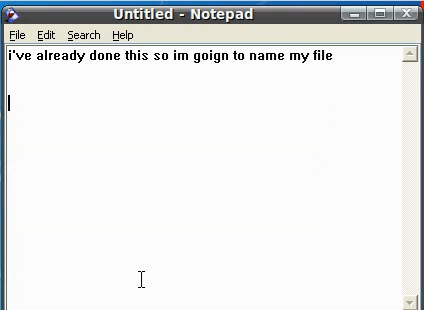 Untitled - Notepad
File Edit Search Help
i've already done this so im goign to name my file